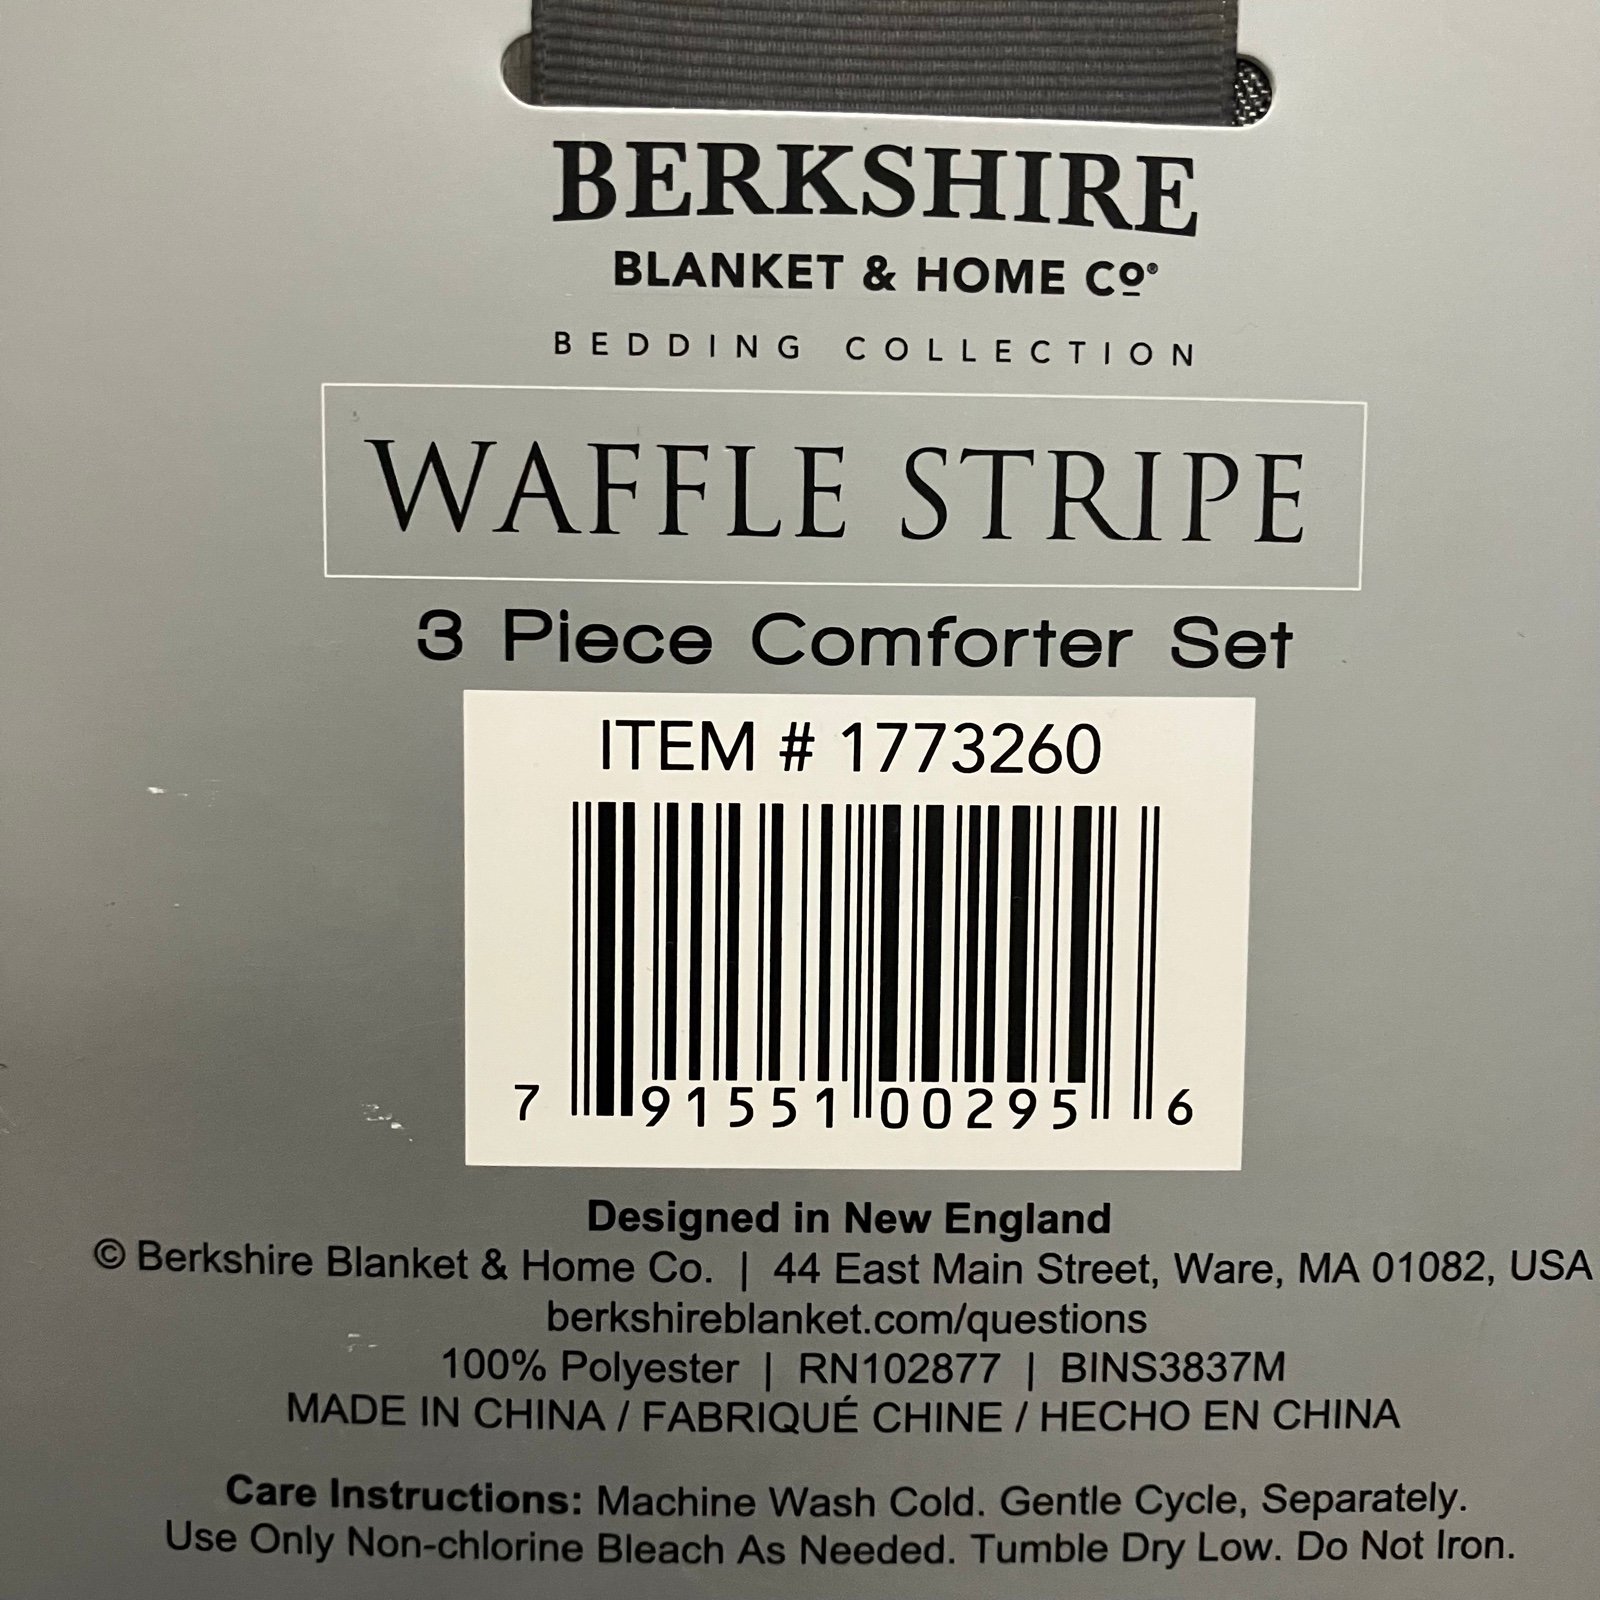 BERKSHIRE
BLANKET & HOME Cº®
BEDDING COLLECTION
WAFFLE STRIPE
3 Piece Comforter Set
ITEM # 1773260
7 91551 00295 6
Designed in New England
© Berkshire Blanket & Home Co. | 44 East Main Street, Ware, MA 01082, USA
berkshireblanket.com/questions
100% Polyester | RN102877 | BINS3837M
MADE IN CHINA / FABRIQUÉ CHINE / HECHO EN CHINA
Care Instructions: Machine Wash Cold. Gentle Cycle, Separately.
Use Only Non-chlorine Bleach As Needed. Tumble Dry Low. Do Not Iron.